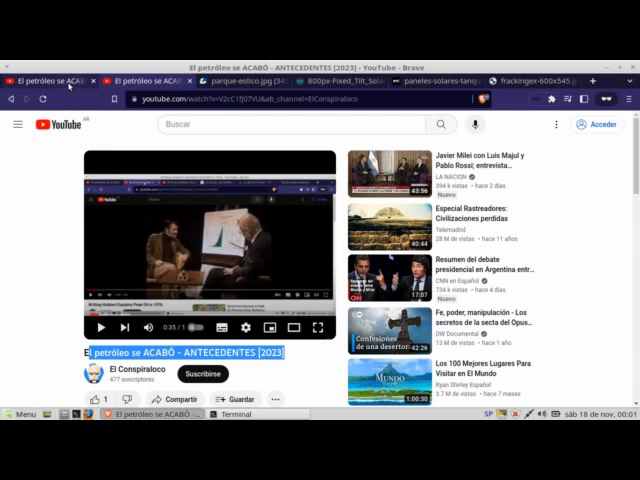 El petróleo se ACABÓ - ANTECEDENTES [2023] - YouTube - Brave
El petróleo se ACAB
El petróleo se ACABÓ
parque-eolico.jpg (34
800px-Fixed_Tilt_Sola
paneles-solares-tanqu
frackingex-600x545.j
youtube.com/watch?v=V2cC1fJ07VU&ab_channel=ElConspiraloco
YouTube AR
Buscar
Acceder
0:35 / 1
El petróleo se ACABÓ - ANTECEDENTES [2023]
El Conspiraloco
477 suscriptores
Suscribirse
1
Compartir
Guardar
43:56
Javier Milei con Luis Majul y
Pablo Rossi; entrevista...
LA NACION
394 k vistas • hace 2 días
Nuevo
40:44
Especial Rastreadores:
Civilizaciones perdidas
Telemadrid
28 M de vistas • hace 11 años
CNN
17:07
Resumen del debate
presidencial en Argentina entr...
CNN en Español
734 k vistas • hace 4 días
Nuevo
Confesiones
de una desertora
42:26
Fe, poder, manipulación - Los
secretos de la secta del Opus...
DW Documental
13 M de vistas • hace 1 mes
MUNDO
1:00:30
Los 100 Mejores Lugares Para
Visitar en El Mundo
Ryan Shirley Español
3.7 M de vistas • hace 7 meses
Menu
El petróleo se ACABÓ -...
Terminal
SP
sáb 18 de nov, 00:01